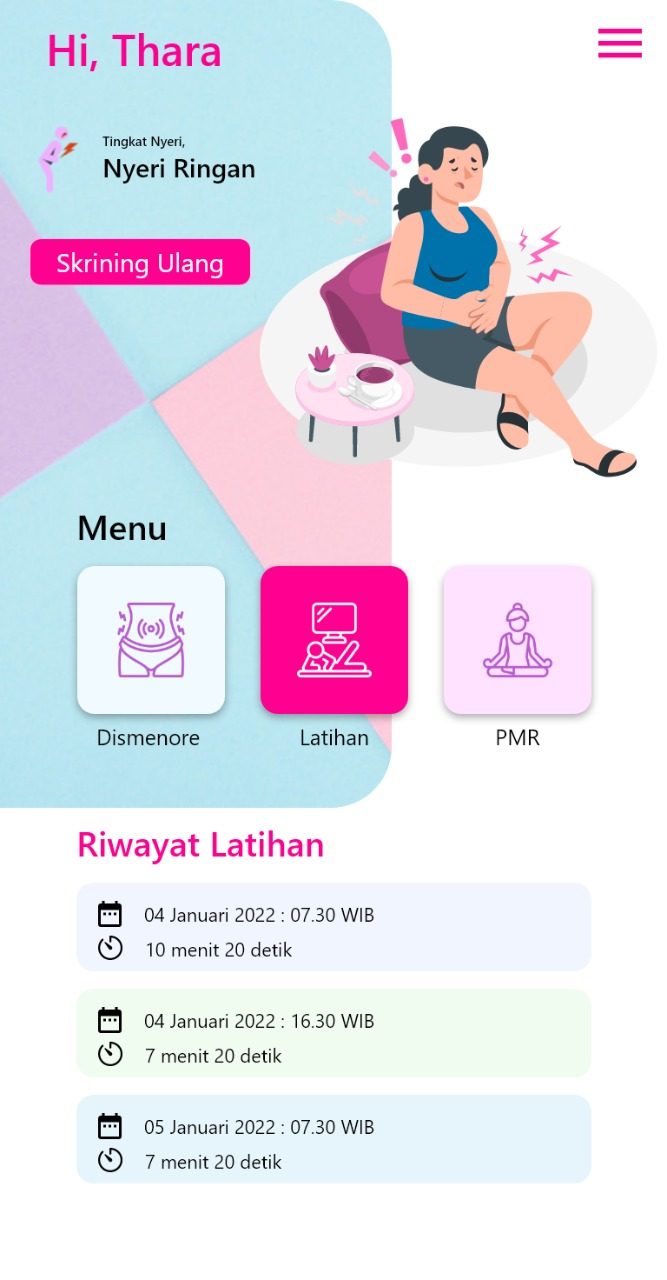 Hi, Thara
Tingkat Nyeri,
Nyeri Ringan
Skrining Ulang
Menu
Dismenore
Latihan
PMR
Riwayat Latihan
04 Januari 2022 : 07.30 WIB
10 menit 20 detik
04 Januari 2022 : 16.30 WIB
7 menit 20 detik
05 Januari 2022 : 07.30 WIB
7 menit 20 detik